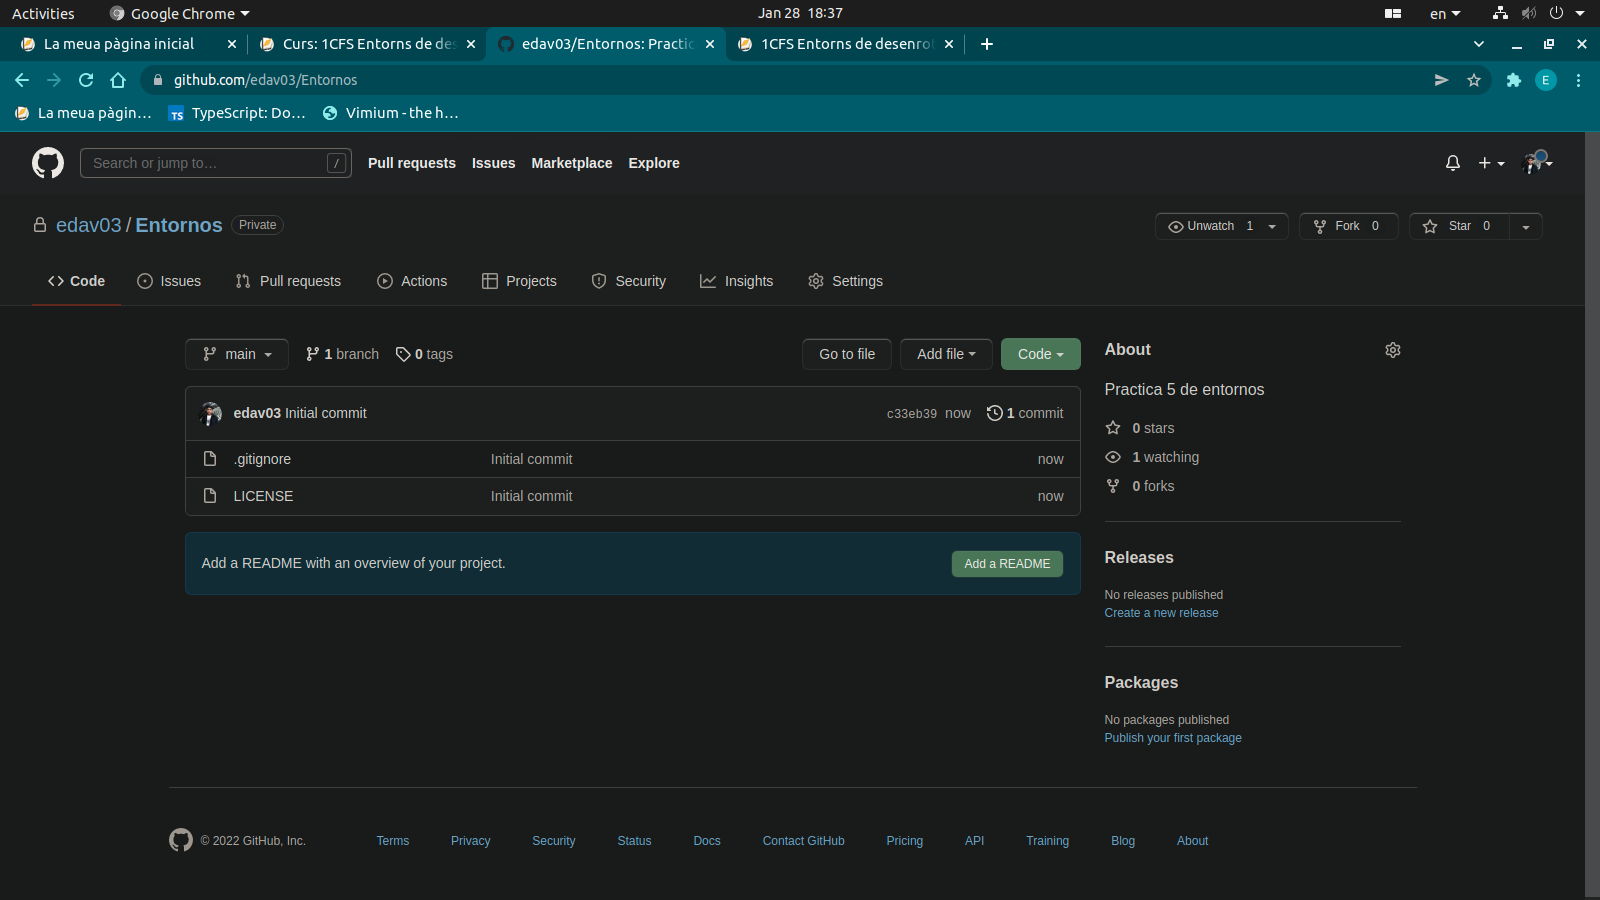 Activities Google Chrome Jan 28 18:37 en
La meua pàgina inicial Curs: 1CFS Entorns de des edav03/Entornos: Practic 1CFS Entorns de desenrot
github.com/edav03/Entornos E
La meua pàgin… TS TypeScript: Do… Vimium - the h…
Search or jump to… / Pull requests Issues Marketplace Explore
edav03 / Entornos Private Unwatch 1 Fork 0 Star 0
Code Issues Pull requests Actions Projects Security Insights Settings
main 1 branch 0 tags Go to file Add file Code
edav03 Initial commit c33eb39 now 1 commit
.gitignore Initial commit now
LICENSE Initial commit now
Add a README with an overview of your project. Add a README
About
Practica 5 de entornos
0 stars
1 watching
0 forks
Releases
No releases published
Create a new release
Packages
No packages published
Publish your first package
© 2022 GitHub, Inc. Terms Privacy Security Status Docs Contact GitHub Pricing API Training Blog About